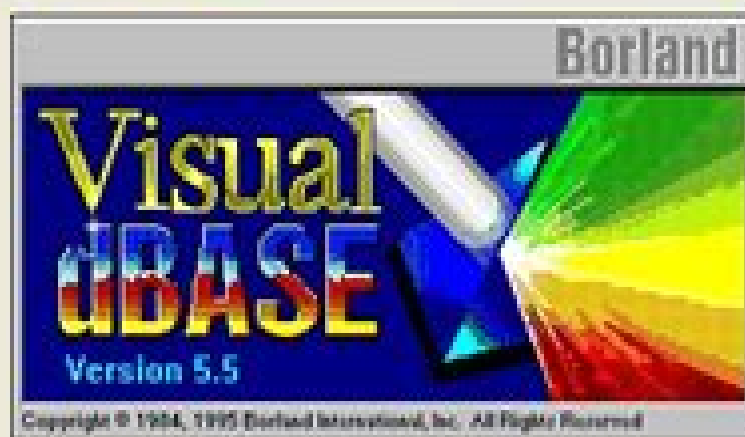 Borland
Visual
dBASE
Version 5.5
Copyright © 1994, 1995 Borland International, Inc. All Rights Reserved